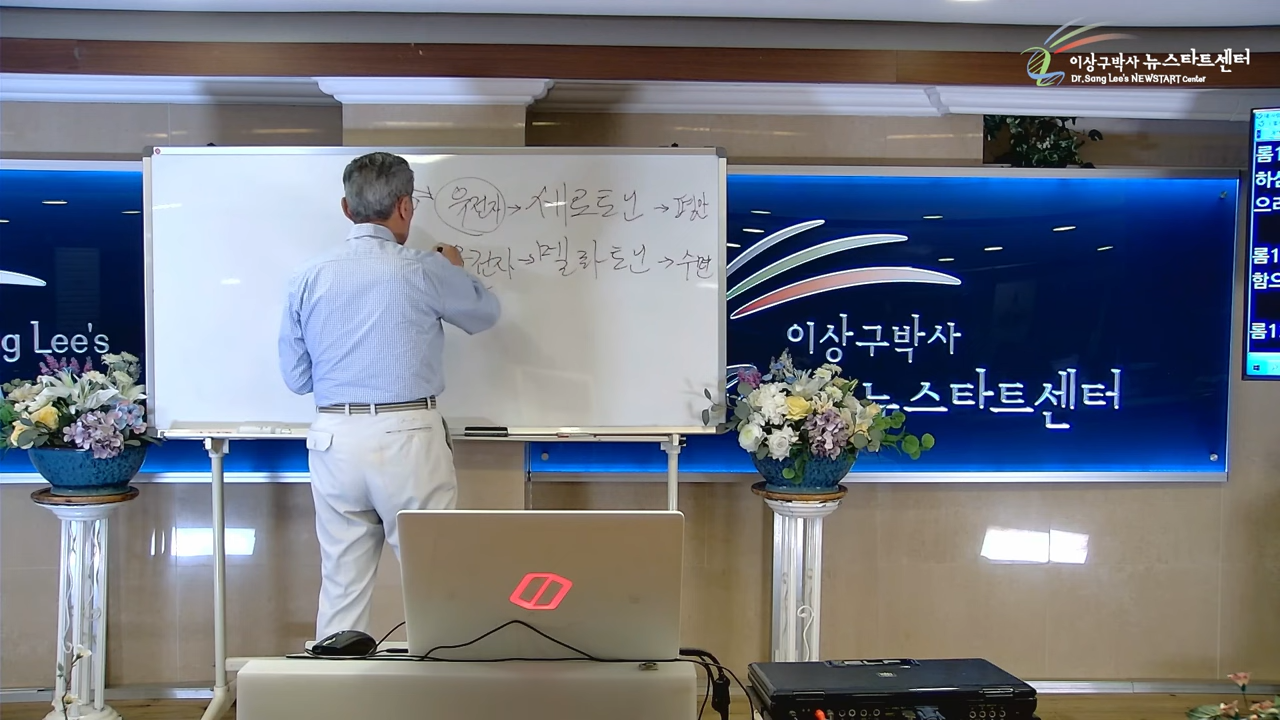 이상구박사 뉴스타트센터
Dr. Sang Lee's NEWSTART Center
→ 유전자 → 세로토닌 → 평안
전자 → 멜라토닌 → 수면
g Lee's
이상구박사
뉴스타트센터
롬1
하심
으리
롬1
함으
롬1